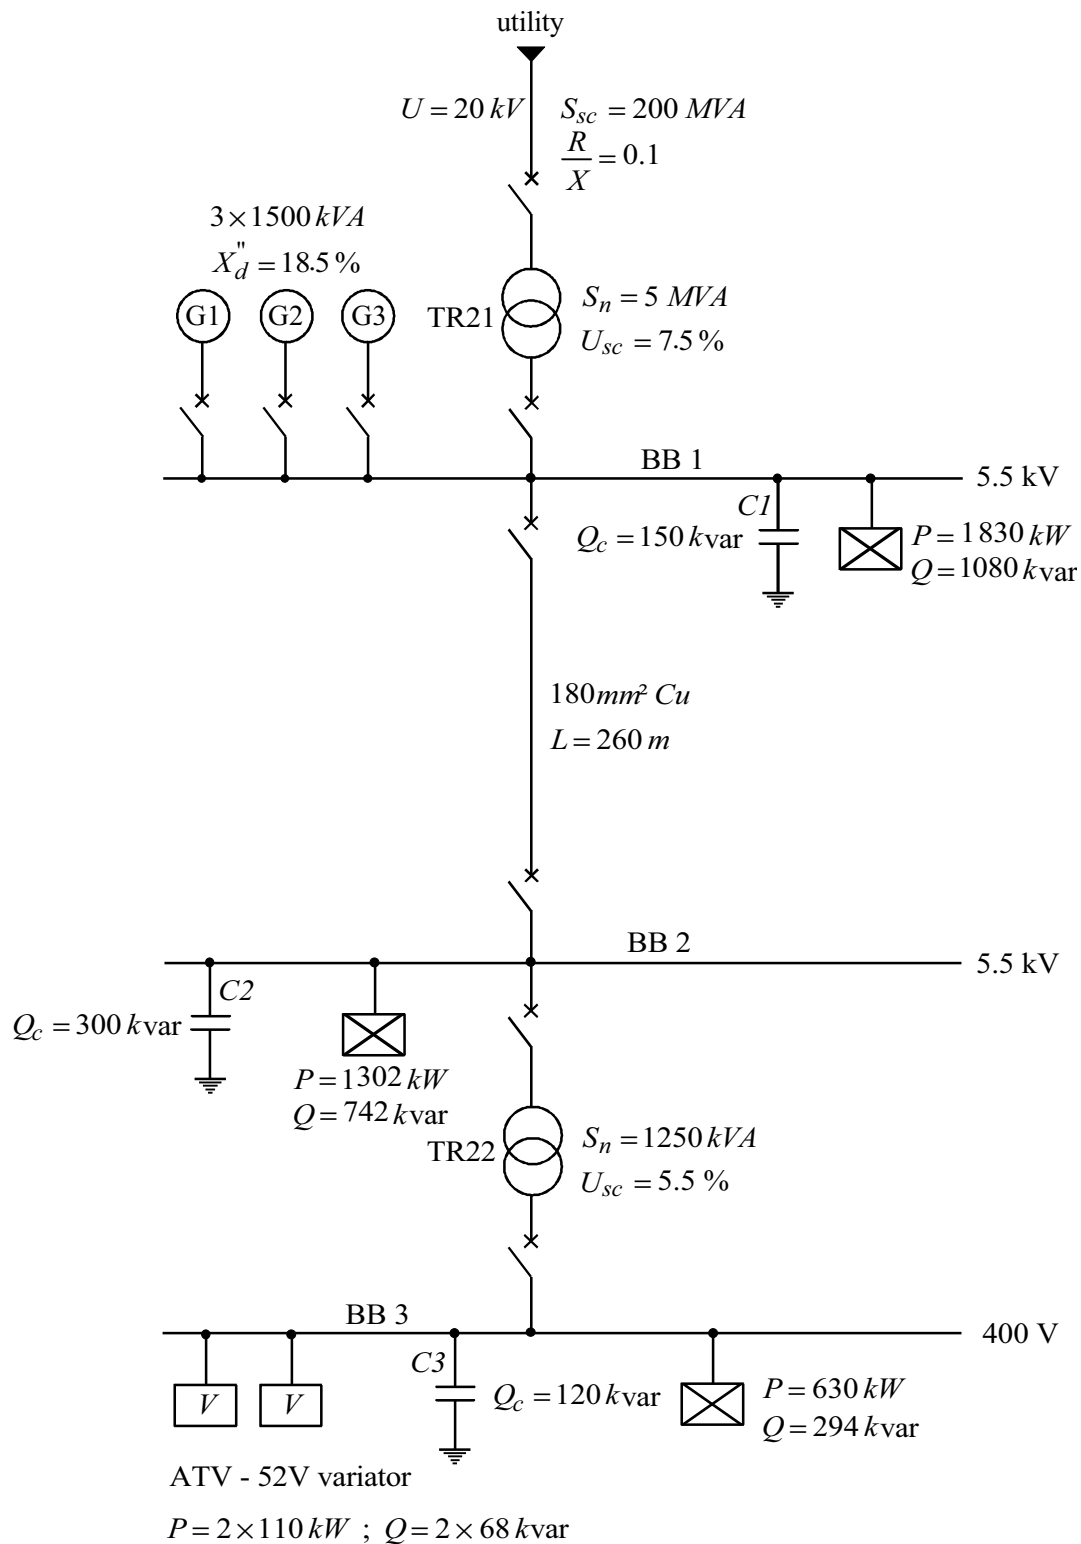 utility
U = 20 kV
S_sc = 200 MVA
R/X = 0.1
3 × 1500 kVA
X_d" = 18.5 %
G1 G2 G3
TR21
S_n = 5 MVA
U_sc = 7.5 %
BB 1
5.5 kV
C1
Q_c = 150 kvar
P = 1830 kW
Q = 1080 kvar
180 mm² Cu
L = 260 m
BB 2
5.5 kV
C2
Q_c = 300 kvar
P = 1302 kW
Q = 742 kvar
TR22
S_n = 1250 kVA
U_sc = 5.5 %
BB 3
400 V
C3
V V
Q_c = 120 kvar
P = 630 kW
Q = 294 kvar
ATV - 52V variator
P = 2 × 110 kW ; Q = 2 × 68 kvar